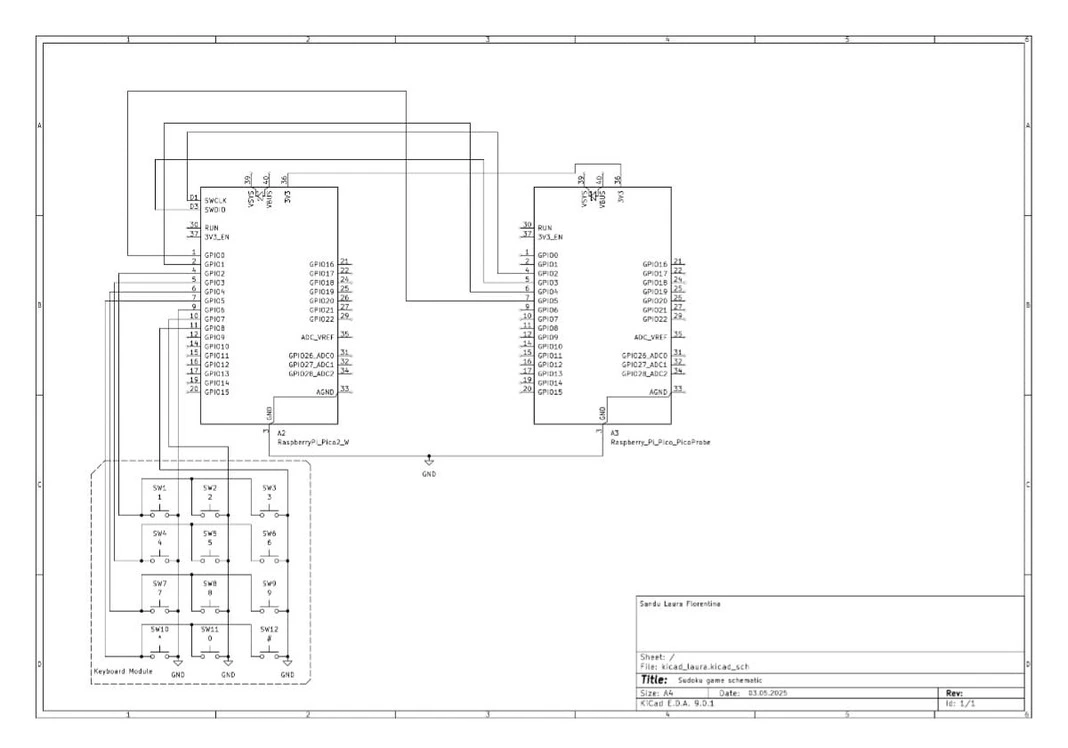 1 2 3 4 5 6
A A
39 40 36 39 40 36
VSYS VBUS 3V3 VSYS VBUS 3V3
D1 SWCLK
D3 SWDIO
30 RUN 30 RUN
37 3V3_EN 37 3V3_EN
1 GPIO0 1 GPIO0
2 GPIO1 GPIO16 21 2 GPIO1 GPIO16 21
4 GPIO2 GPIO17 22 4 GPIO2 GPIO17 22
5 GPIO3 GPIO18 24 5 GPIO3 GPIO18 24
6 GPIO4 GPIO19 25 6 GPIO4 GPIO19 25
7 GPIO5 GPIO20 26 7 GPIO5 GPIO20 26
B B
9 GPIO6 GPIO21 27 9 GPIO6 GPIO21 27
10 GPIO7 GPIO22 29 10 GPIO7 GPIO22 29
11 GPIO8 11 GPIO8
12 GPIO9 ADC_VREF 35 12 GPIO9 ADC_VREF 35
14 GPIO10 14 GPIO10
15 GPIO11 GPIO26_ADC0 31 15 GPIO11 GPIO26_ADC0 31
16 GPIO12 GPIO27_ADC1 32 16 GPIO12 GPIO27_ADC1 32
17 GPIO13 GPIO28_ADC2 34 17 GPIO13 GPIO28_ADC2 34
19 GPIO14 19 GPIO14
20 GPIO15 AGND 33 20 GPIO15 AGND 33
GND GND
3 A2 3 A3
RaspberryPi_Pico2_W Raspberry_Pi_Pico_PicoProbe
GND
C C
SW1 SW2 SW3
1 2 3
SW4 SW5 SW6
4 5 6
SW7 SW8 SW9
7 8 9
SW10 SW11 SW12
* 0 #
Keyboard Module GND GND GND
D D
Sandu Laura Florentina
Sheet: /
File: kicad_laura.kicad_sch
Title: Sudoku game schematic
Size: A4 Date: 03.05.2025 Rev:
KiCad E.D.A. 9.0.1 Id: 1/1
1 2 3 4 5 6